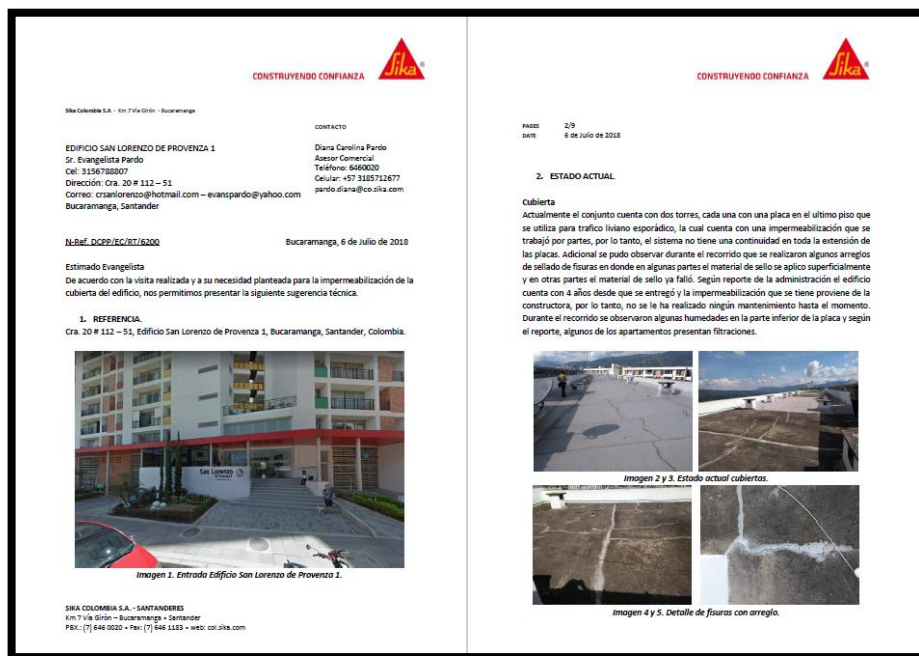 CONSTRUYENDO CONFIANZA
Sika®
Sika Colombia S.A - Km 7 Vía Girón - Bucaramanga
CONTACTO
EDIFICIO SAN LORENZO DE PROVENZA 1
Sr. Evangelista Pardo
Cel: 3156788807
Dirección: Cra. 20 # 112 – 51
Correo: crsanlorenzo@hotmail.com – evanspardo@yahoo.com
Bucaramanga, Santander
Diana Carolina Pardo
Asesor Comercial
Teléfono: 6460020
Celular: +57 3185712677
pardo.diana@co.sika.com
N-Ref. DCPP/EC/RT/6200
Bucaramanga, 6 de Julio de 2018
Estimado Evangelista
De acuerdo con la visita realizada y a su necesidad planteada para la impermeabilización de la
cubierta del edificio, nos permitimos presentar la siguiente sugerencia técnica.
1. REFERENCIA.
Cra. 20 # 112 – 51, Edificio San Lorenzo de Provenza 1, Bucaramanga, Santander, Colombia.
San Lorenzo
Imagen 1. Entrada Edificio San Lorenzo de Provenza 1.
SIKA COLOMBIA S.A. - SANTANDERES
Km 7 Vía Girón – Bucaramanga • Santander
PBX.: (7) 646 0020 • Fax: (7) 646 1183 • web: col.sika.com
CONSTRUYENDO CONFIANZA
Sika®
PAGES 2/9
DATE 6 de Julio de 2018
2. ESTADO ACTUAL.
Cubierta
Actualmente el conjunto cuenta con dos torres, cada una con una placa en el ultimo piso que
se utiliza para trafico liviano esporádico, la cual cuenta con una impermeabilización que se
trabajó por partes, por lo tanto, el sistema no tiene una continuidad en toda la extensión de
las placas. Adicional se pudo observar durante el recorrido que se realizaron algunos arreglos
de sellado de fisuras en donde en algunas partes el material de sello se aplico superficialmente
y en otras partes el material de sello ya falló. Según reporte de la administración el edificio
cuenta con 4 años desde que se entregó y la impermeabilización que se tiene proviene de la
constructora, por lo tanto, no se le ha realizado ningún mantenimiento hasta el momento.
Durante el recorrido se observaron algunas humedades en la parte inferior de la placa y según
el reporte, algunos de los apartamentos presentan filtraciones.
Imagen 2 y 3. Estado actual cubiertas.
Imagen 4 y 5. Detalle de fisuras con arreglo.